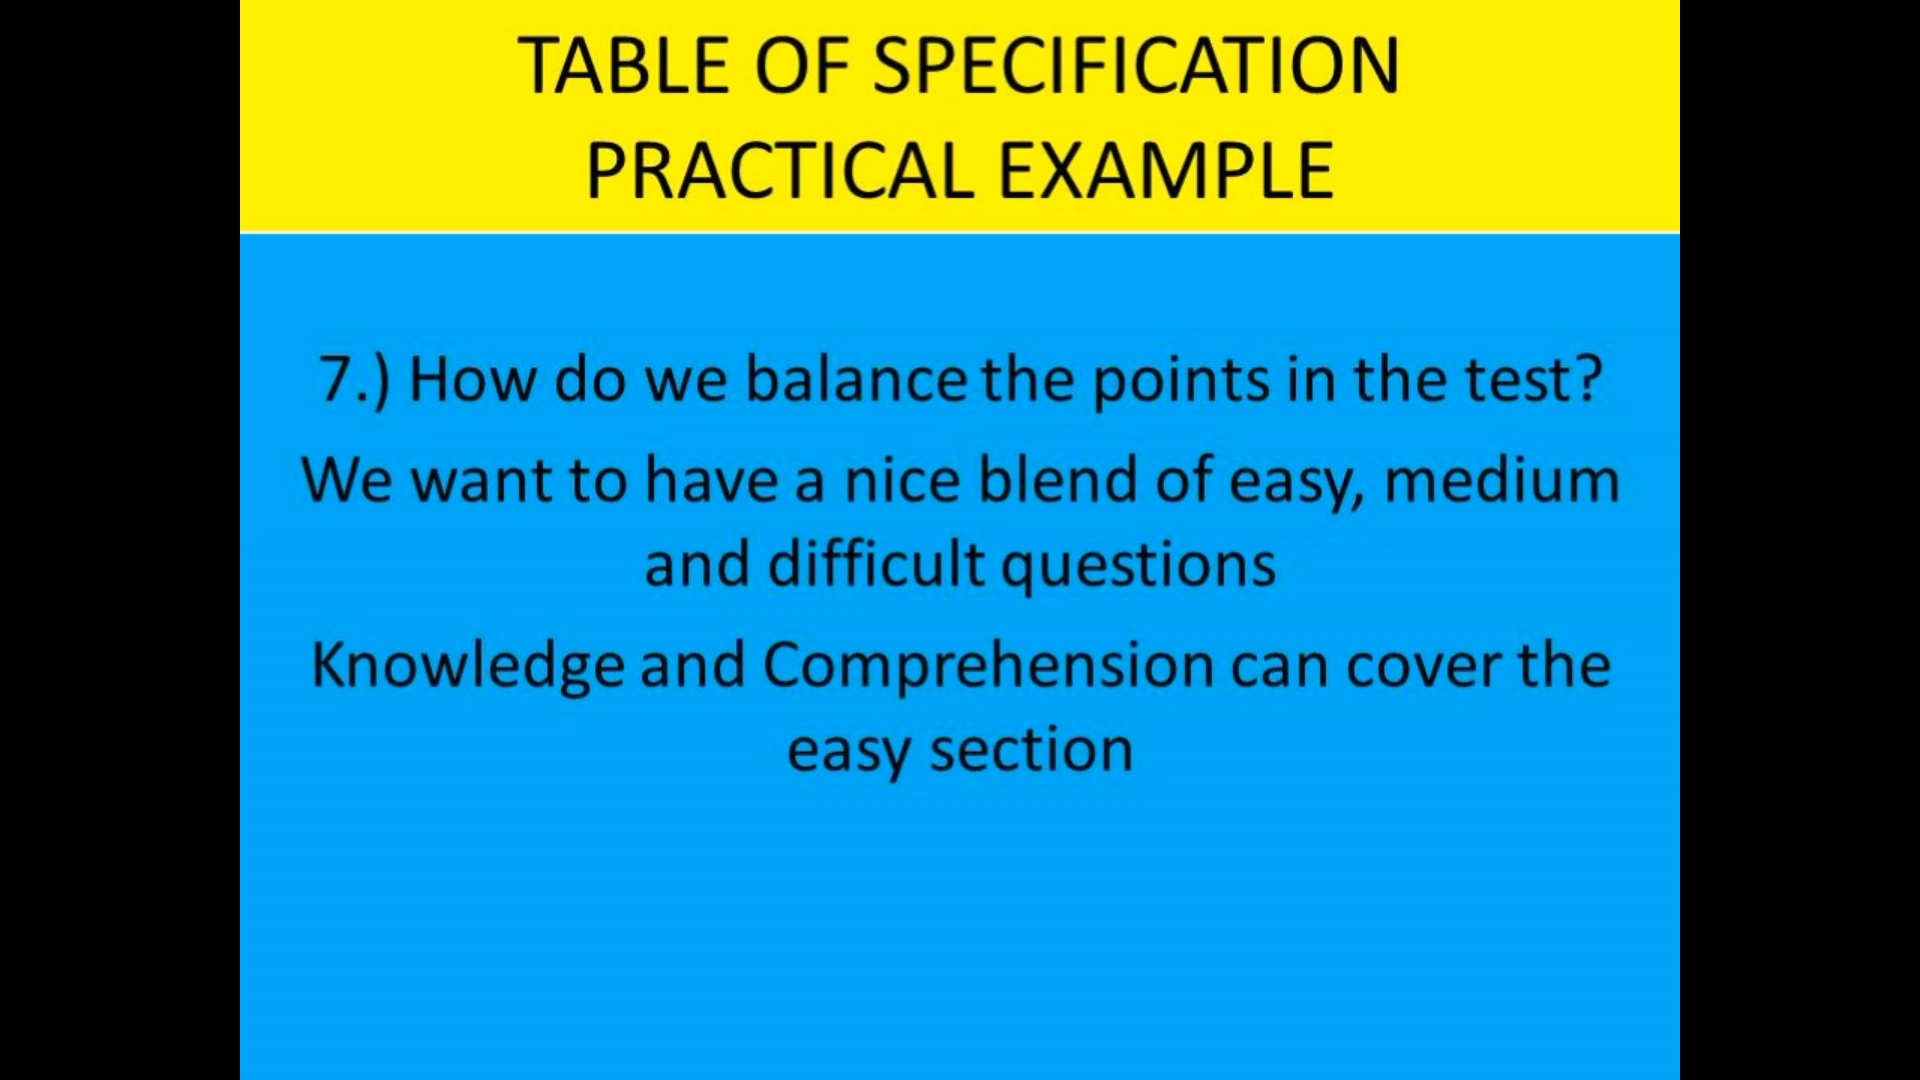 TABLE OF SPECIFICATION
PRACTICAL EXAMPLE
7.) How do we balance the points in the test?
We want to have a nice blend of easy, medium
and difficult questions
Knowledge and Comprehension can cover the
easy section